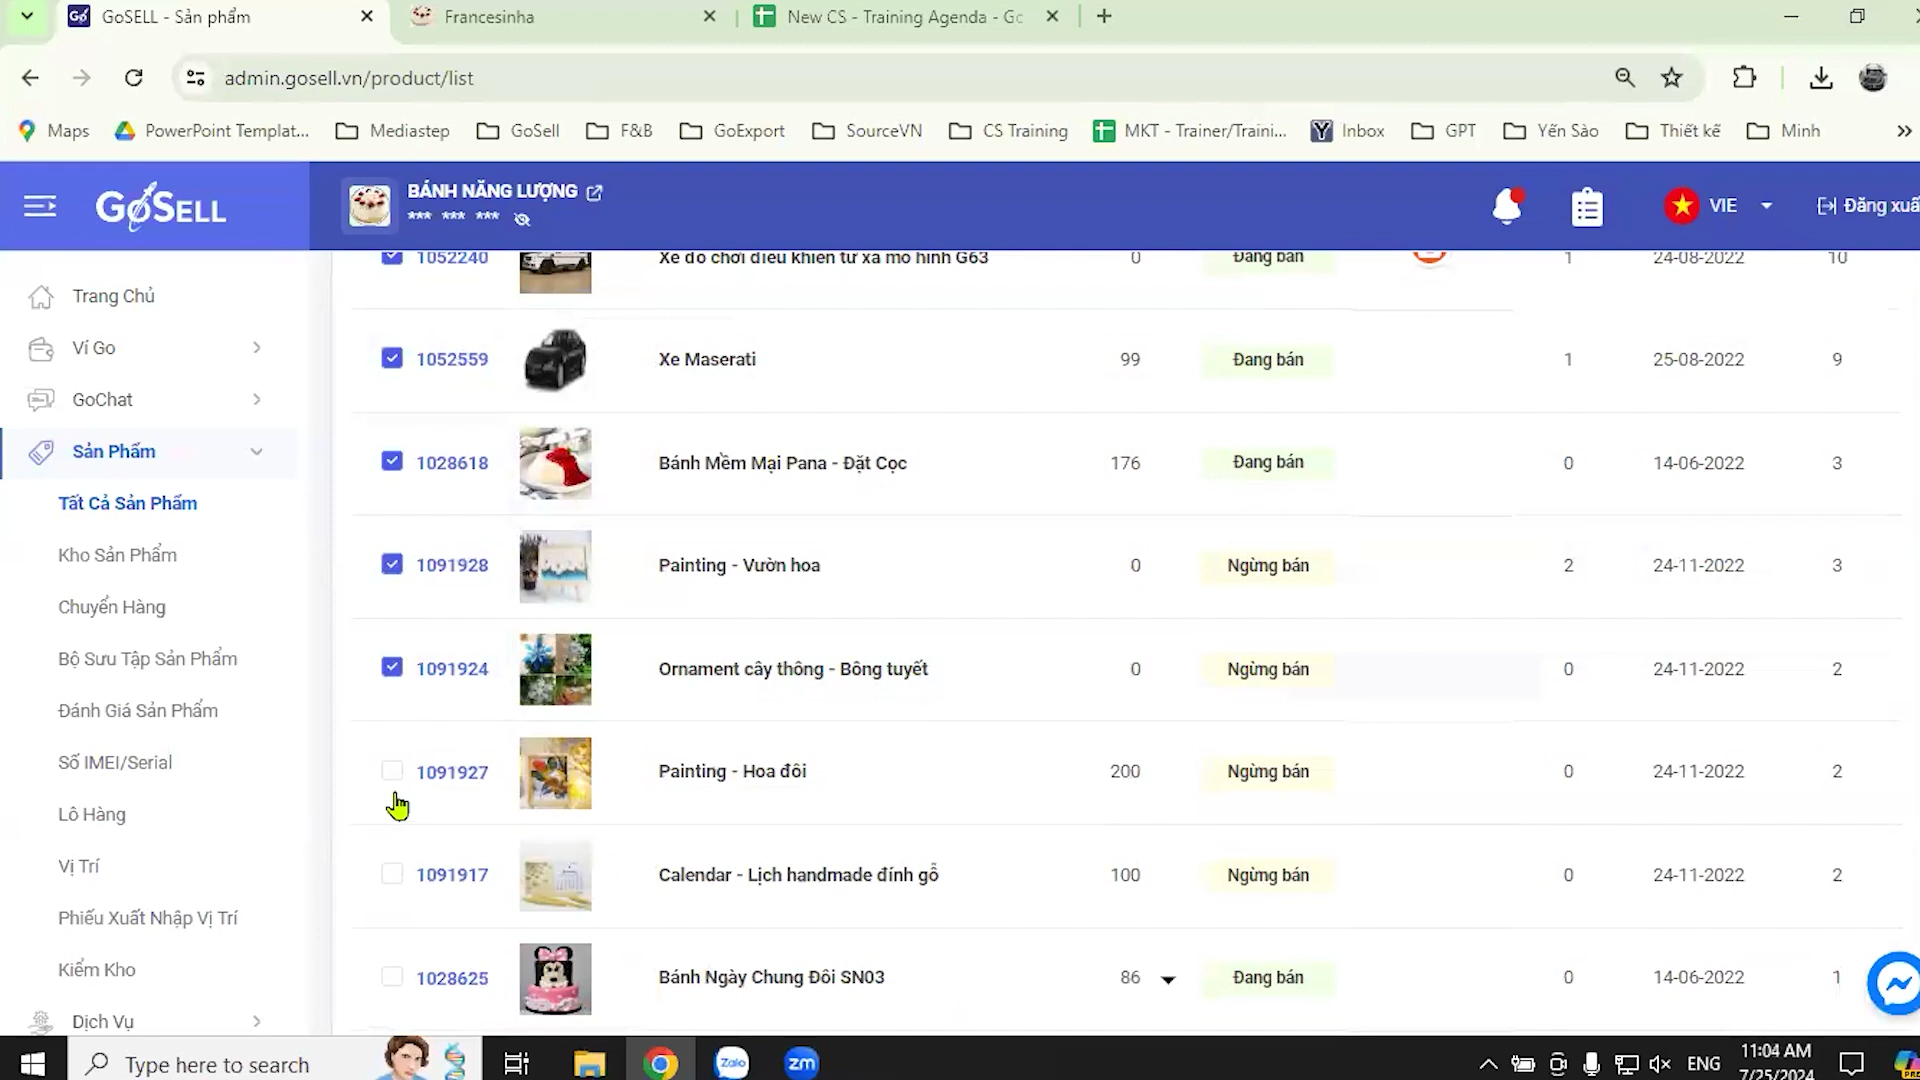 GoSELL - Sản phẩm
Francesinha
New CS - Training Agenda - Go
admin.gosell.vn/product/list
Maps
PowerPoint Templat...
Mediastep
GoSell
F&B
GoExport
SourceVN
CS Training
MKT - Trainer/Traini...
Inbox
GPT
Yến Sào
Thiết kế
Minh
GOSELL
BÁNH NĂNG LƯỢNG
*** *** ***
VIE
Đăng xuấ
Trang Chủ
Ví Go
GoChat
Sản Phẩm
Tất Cả Sản Phẩm
Kho Sản Phẩm
Chuyển Hàng
Bộ Sưu Tập Sản Phẩm
Đánh Giá Sản Phẩm
Số IMEI/Serial
Lô Hàng
Vị Trí
Phiếu Xuất Nhập Vị Trí
Kiểm Kho
Dịch Vụ
1052240 Xe đồ chơi điều khiển từ xa mô hình G63 0 Đang bán 1 24-08-2022 10
1052559 Xe Maserati 99 Đang bán 1 25-08-2022 9
1028618 Bánh Mềm Mại Pana - Đặt Cọc 176 Đang bán 0 14-06-2022 3
1091928 Painting - Vườn hoa 0 Ngừng bán 2 24-11-2022 3
1091924 Ornament cây thông - Bông tuyết 0 Ngừng bán 0 24-11-2022 2
1091927 Painting - Hoa đôi 200 Ngừng bán 0 24-11-2022 2
1091917 Calendar - Lịch handmade đính gỗ 100 Ngừng bán 0 24-11-2022 2
1028625 Bánh Ngày Chung Đôi SN03 86 Đang bán 0 14-06-2022 1
Type here to search
Zalo
zm
ENG
11:04 AM
7/25/2024